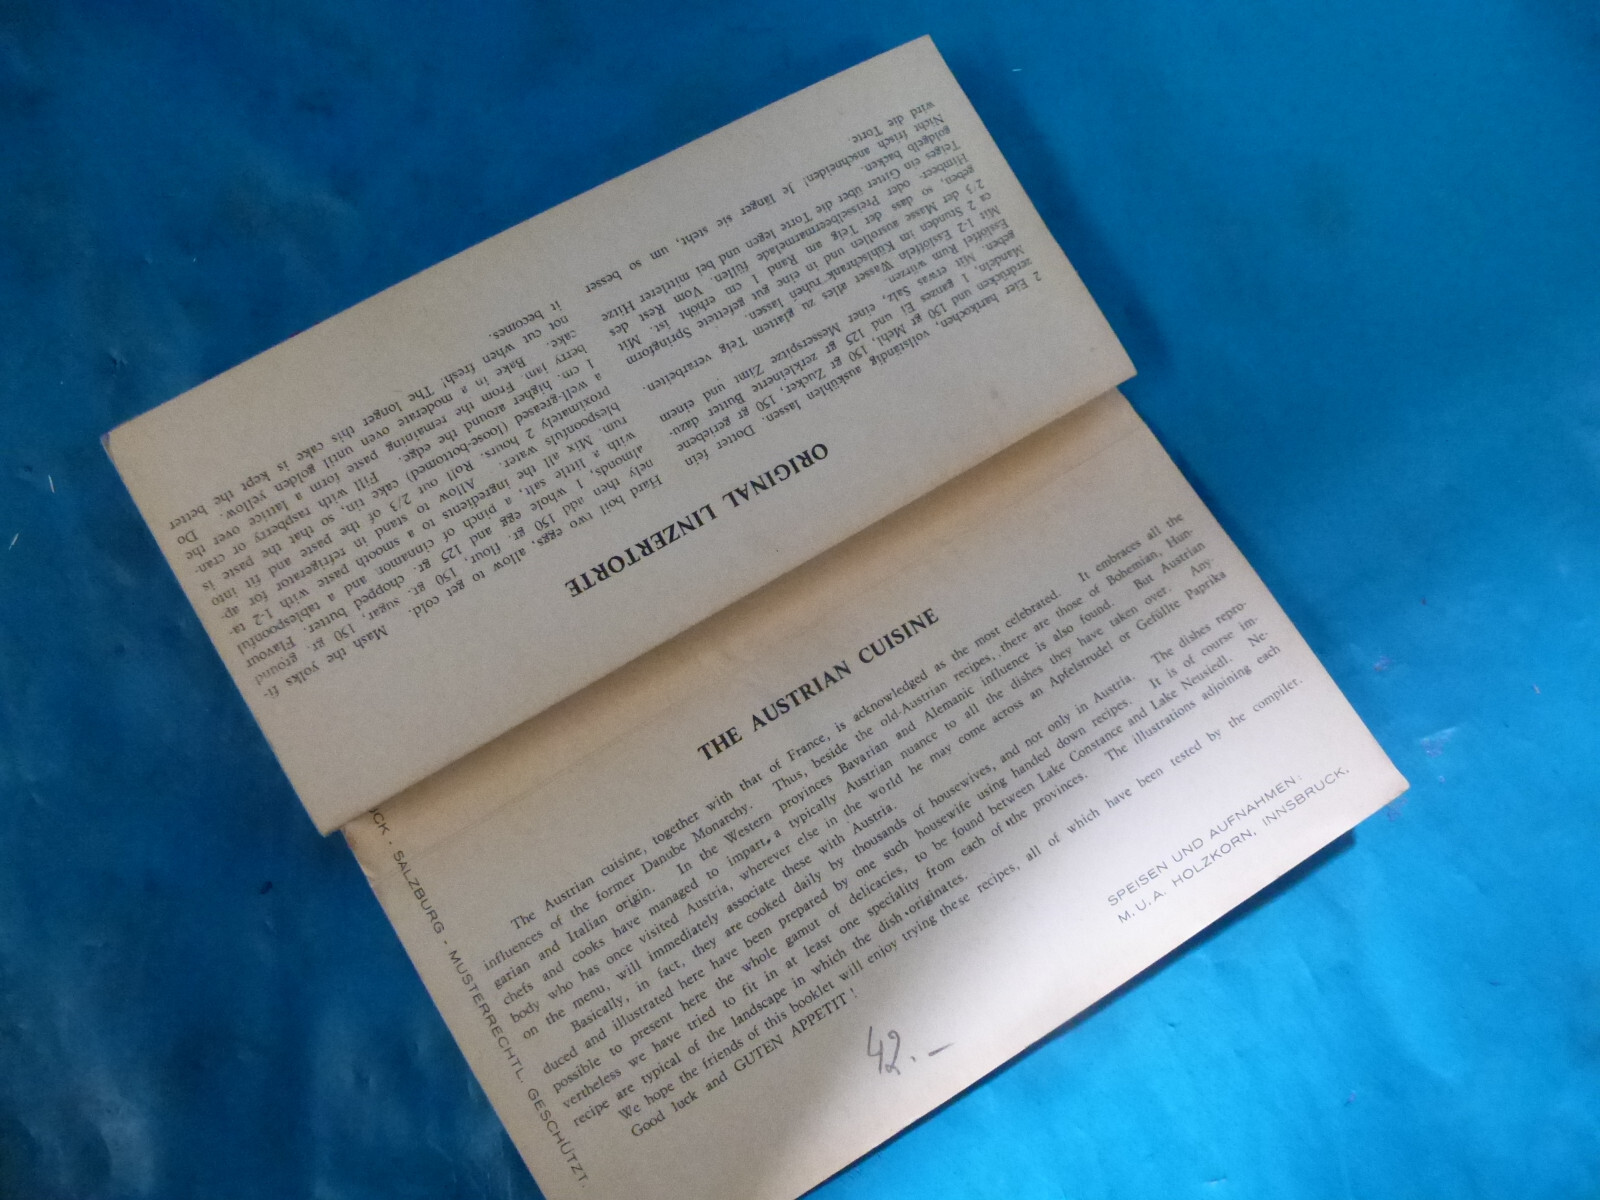 ORIGINAL LINZERTORTE
2 Eier hartkochen, vollständig auskühlen lassen. Dotter fein
zerdrücken und 150 gr Mehl, 150 gr Zucker, 150 gr geriebene
Mandeln, 1 ganzes Ei und 125 gr zerkleinerte Butter dazu-
geben. Mit etwas Salz, einer Messerspitze Zimt und einem
Esslöffel Rum würzen
Mit 1-2 Esslöffeln Wasser alles zu glattem Teig verarbeiten.
ca 2 Stunden im Kühlschrank ruhen lassen.
2/3 der Masse ausrollen und in eine gefettete Springform
geben, so dass der Teig am Rand gut 1 cm erhöht ist. Mit
Himbeer- oder Preisselbeermarmelade füllen. Vom Rest des
Teiges ein Gitter über die Torte legen und bei mittlerer Hitze
goldgelb backen.
Nicht frisch anschneiden! Je länger sie steht, um so besser
wird die Torte.
Hard boil two eggs, allow to get cold. Mash the yolks fi-
nely then add 150 gr. flour, 150 gr. sugar, 150 gr. ground
almonds, 1 whole egg and 125 gr. chopped butter. Flavour
with a little salt, a pinch of cinnamon and a tablespoonful
rum. Mix all the ingredients to a smooth paste with 1-2 ta-
blespoonfuls water. Allow to stand in refrigerator for ap-
proximately 2 hours. Roll out 2/3 of the paste and fit into
a well-greased (loose-bottomed) cake tin, so that the paste is
1 cm. higher around the edge. Fill with raspberry or cran-
berry jam. From the remaining paste form a lattice over the
cake. Bake in a moderate oven until golden yellow. Do
not cut when fresh! The longer this cake is kept the better
it becomes.
THE AUSTRIAN CUISINE
The Austrian cuisine, together with that of France, is acknowledged as the most celebrated. It embraces all the
influences of the former Danube Monarchy. Thus, beside the old-Austrian recipes, there are those of Bohemian, Hun-
garian and Italian origin. In the Western provinces Bavarian and Alemanic influence is also found. But Austrian
chefs and cooks have managed to impart a typically Austrian nuance to all the dishes they have taken over. Any-
body who has once visited Austria, wherever else in the world he may come across an Apfelstrudel or Gefüllte Paprika
on the menu, will immediately associate these with Austria.
Basically, in fact, they are cooked daily by thousands of housewives, and not only in Austria. The dishes repro-
duced and illustrated here have been prepared by one such housewife using handed down recipes. It is of course im-
possible to present here the whole gamut of delicacies, to be found between Lake Constance and Lake Neusiedl. Ne-
vertheless we have tried to fit in at least one speciality from each of the provinces. The illustrations adjoining each
recipe are typical of the landscape in which the dish originates.
We hope the friends of this booklet will enjoy trying these recipes, all of which have been tested by the compiler.
Good luck and GUTEN APPETIT!
SPEISEN UND AUFNAHMEN:
M. U. A. HOLZKORN, INNSBRUCK.
42.–
CK · SALZBURG · MUSTERRECHTL. GESCHÜTZT.